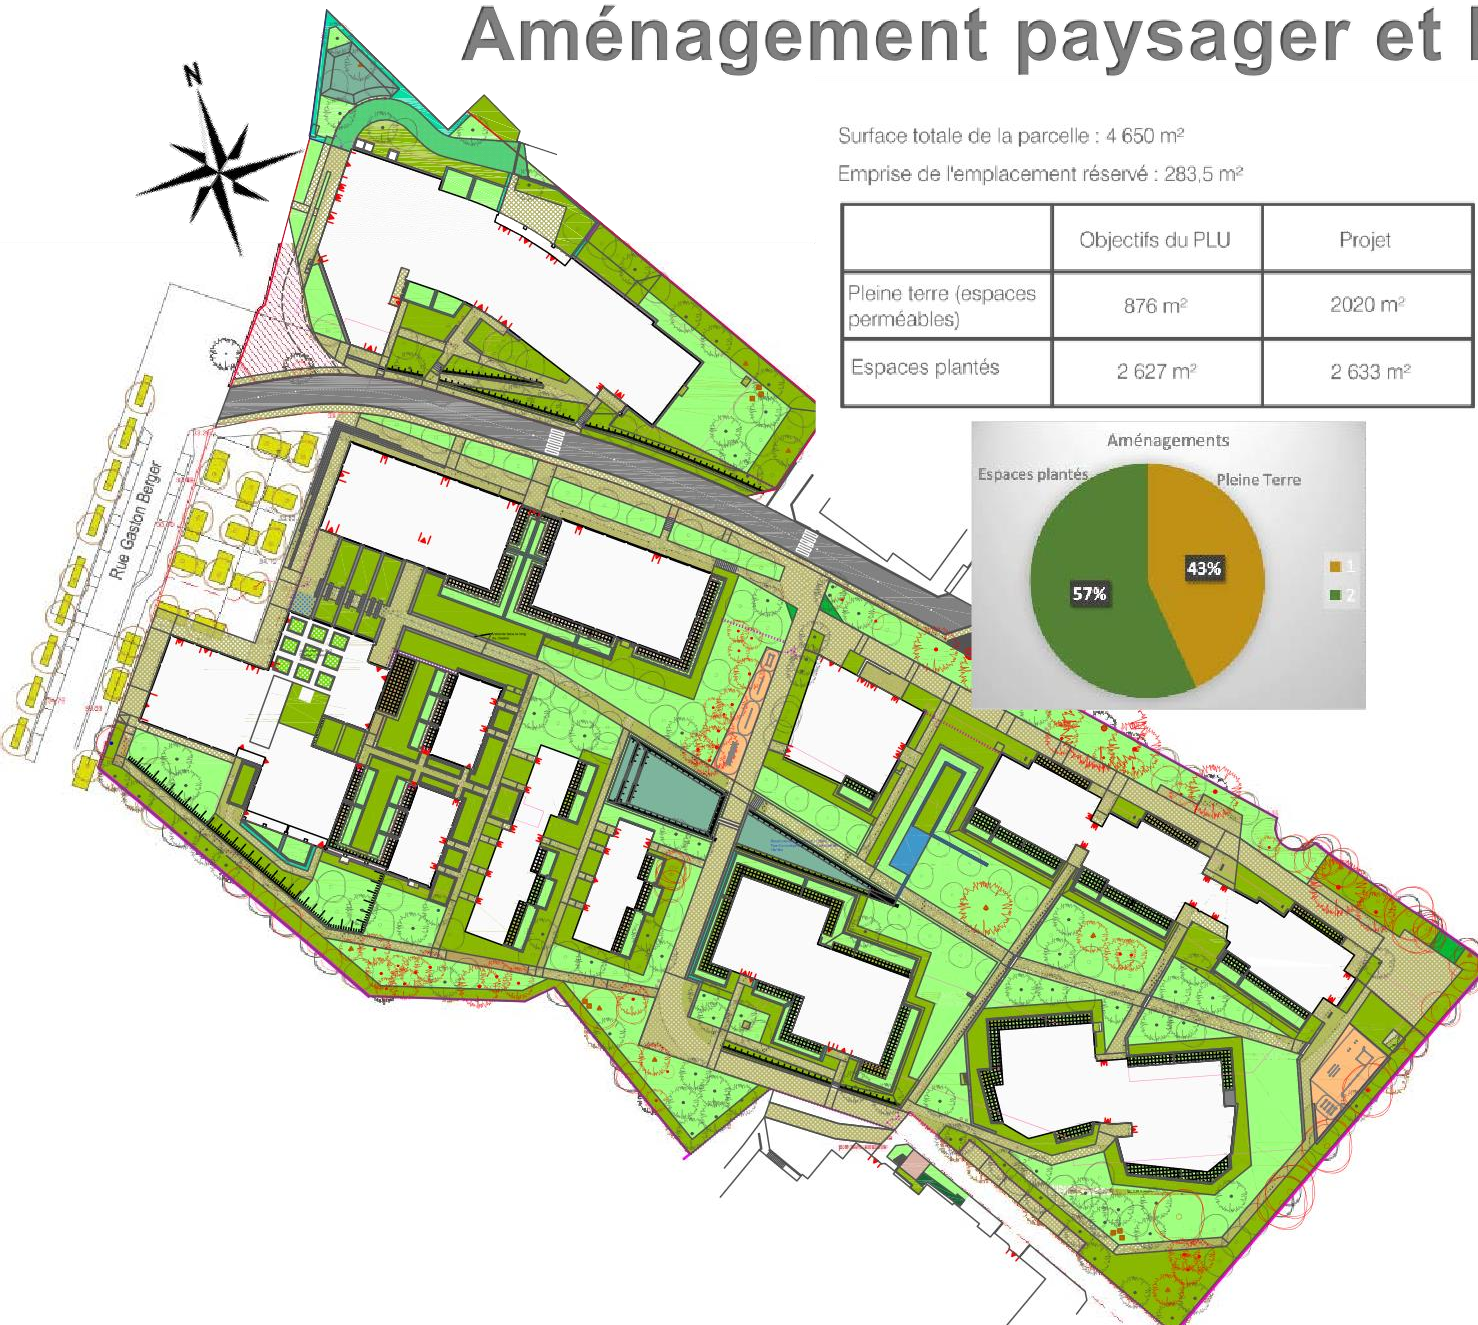 Aménagement paysager et
N
Surface totale de la parcelle : 4 650 m²
Emprise de l'emplacement réservé : 283,5 m²
Objectifs du PLU
Projet
Pleine terre (espaces
perméables)
876 m²
2020 m²
Espaces plantés
2 627 m²
2 633 m²
Aménagements
Espaces plantés
Pleine Terre
43%
57%
1
2
Rue Gaston Berger